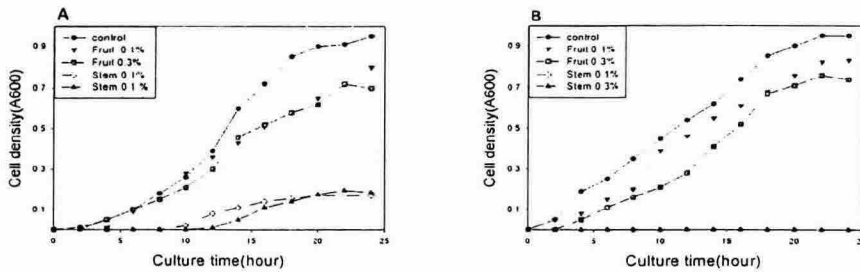 A
control
Fruit 0.1%
Fruit 0.3%
Stem 0.1%
Stem 0.1 %
Cell density(A600)
0.9
0.7
0.5
0.3
0.1
0
5
10
15
20
25
Culture time(hour)
B
control
Fruit 0 1%
Fruit 0 3%
Stem 0 1%
Stem 0 3%
Cell density(A600)
0.9
0.7
0.5
0.3
0.1
0
5
10
15
20
25
Culture time(hour)